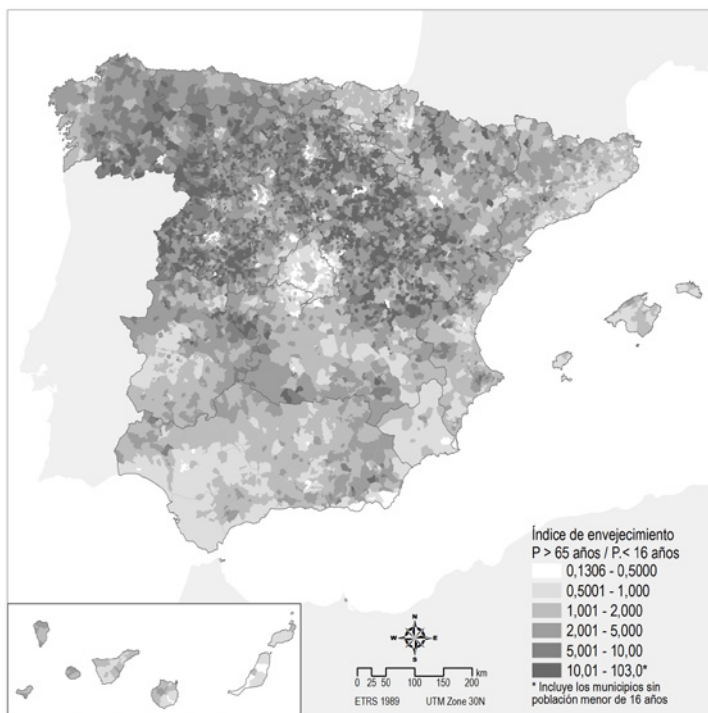 Índice de envejecimiento
P > 65 años / P.< 16 años
0,1306 - 0,5000
0,5001 - 1,000
1,001 - 2,000
2,001 - 5,000
5,001 - 10,00
10,01 - 103,0*
* Incluye los municipios sin
población menor de 16 años
N
W E
S
0 25 50 100 150 200
km
ETRS 1989 UTM Zone 30N